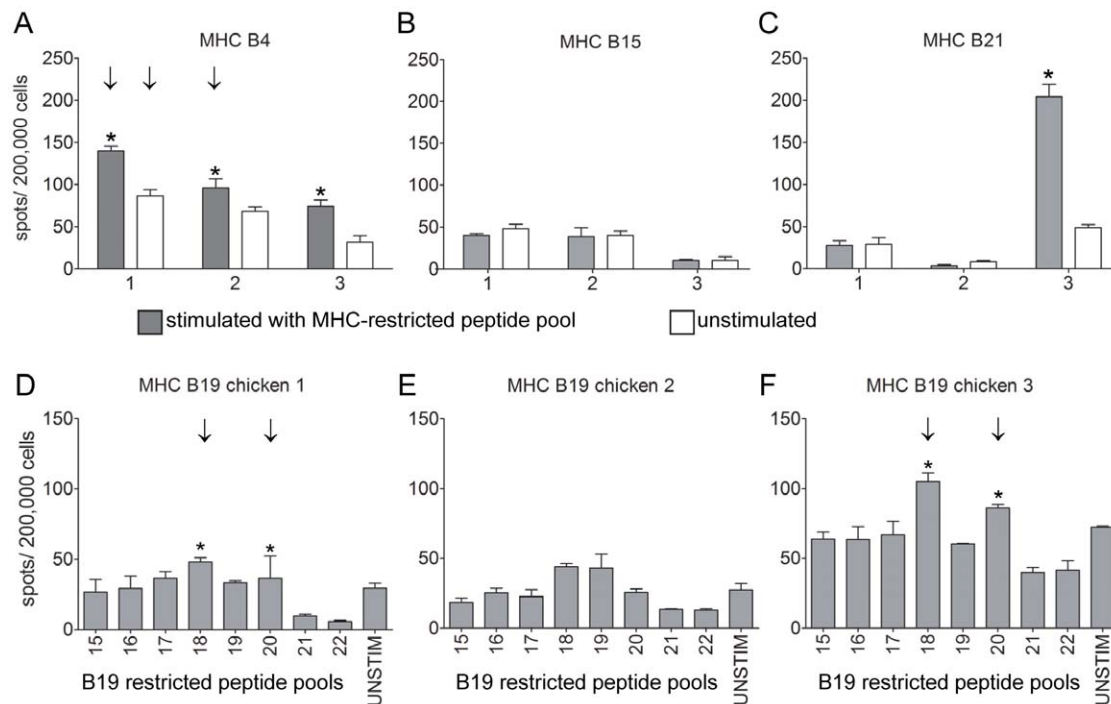 A
MHC B4
250
200
150
100
50
0
spots/ 200,000 cells
* * *
1 2 3
B
MHC B15
250
200
150
100
50
0
1 2 3
C
MHC B21
250
200
150
100
50
0
*
1 2 3
stimulated with MHC-restricted peptide pool
unstimulated
D
MHC B19 chicken 1
150
100
50
0
spots/ 200,000 cells
* *
15 16 17 18 19 20 21 22 UNSTIM
B19 restricted peptide pools
E
MHC B19 chicken 2
150
100
50
0
15 16 17 18 19 20 21 22 UNSTIM
B19 restricted peptide pools
F
MHC B19 chicken 3
150
100
50
0
* *
15 16 17 18 19 20 21 22 UNSTIM
B19 restricted peptide pools